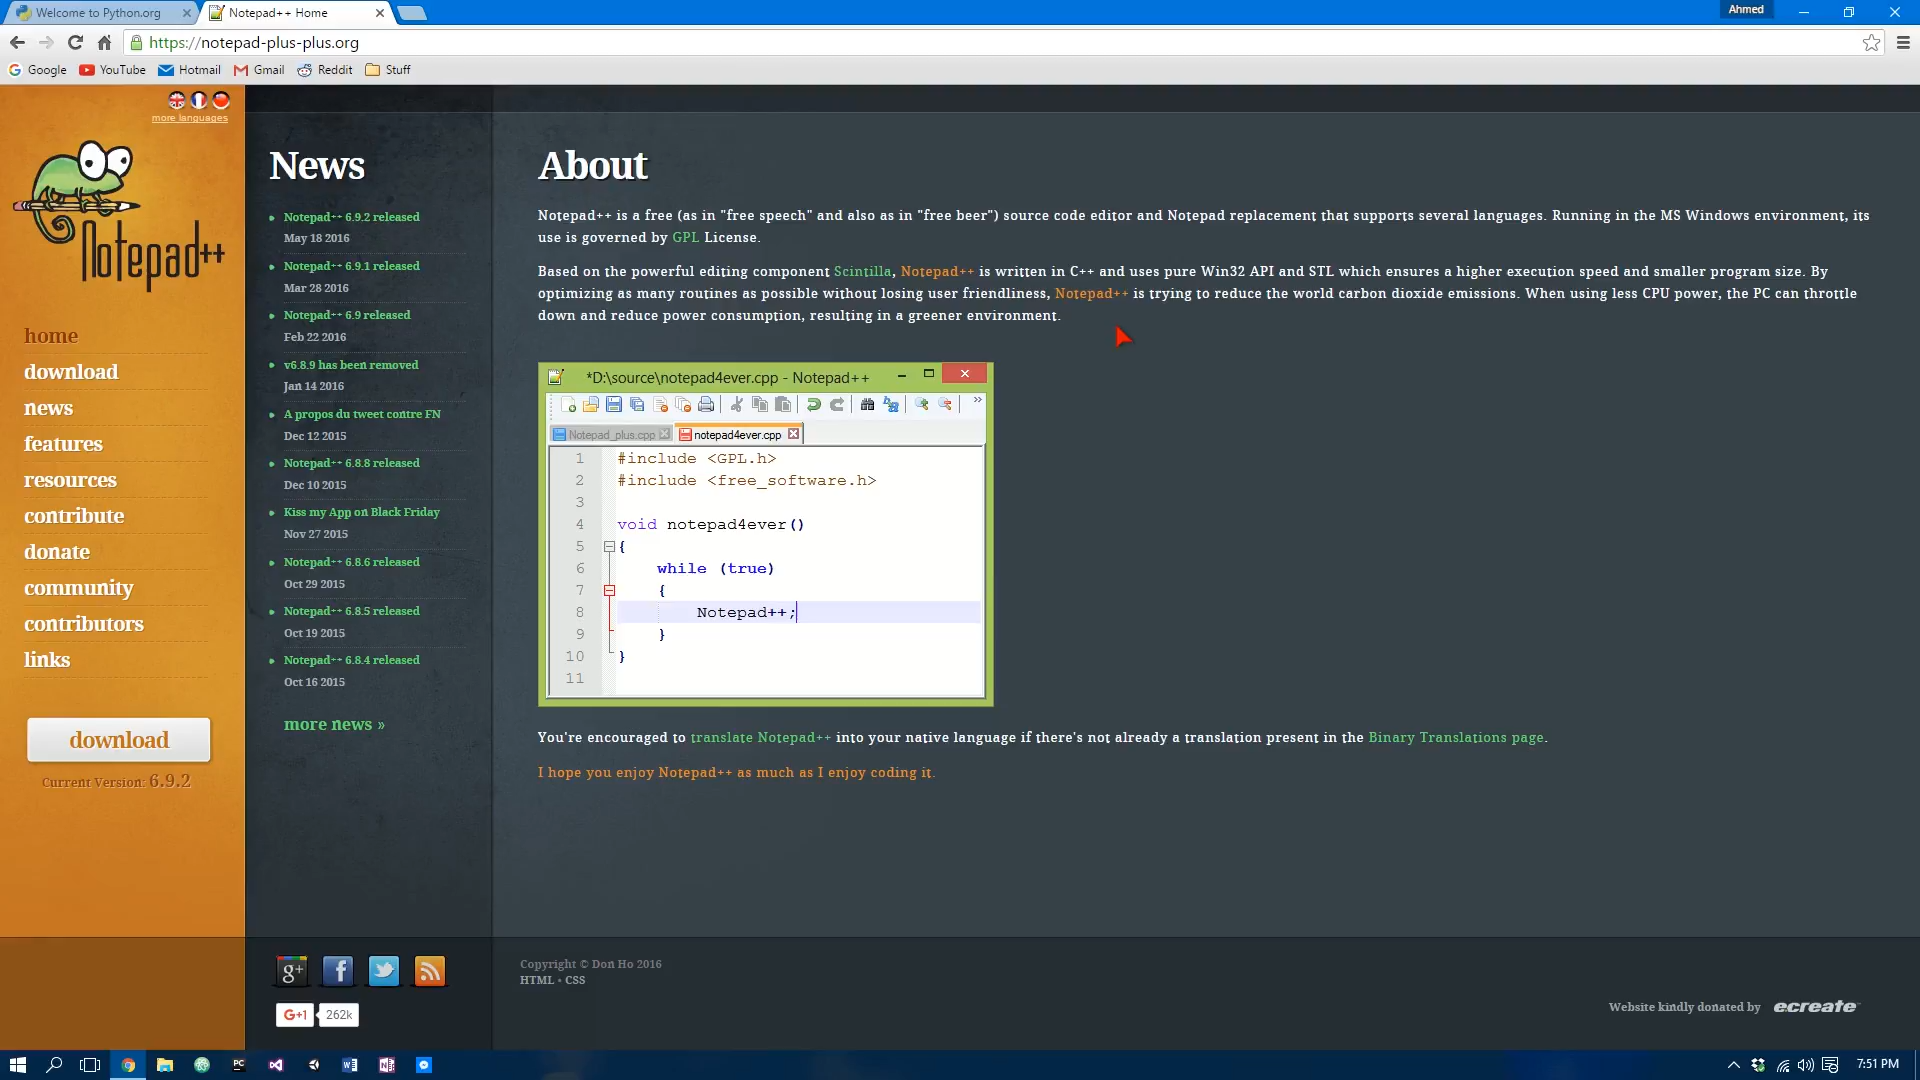 Welcome to Python.org
Notepad++ Home
Ahmed
https://notepad-plus-plus.org
Google
YouTube
Hotmail
Gmail
Reddit
Stuff
more languages
Notepad++
home
download
news
features
resources
contribute
donate
community
contributors
links
download
Current Version: 6.9.2
News
Notepad++ 6.9.2 released
May 18 2016
Notepad++ 6.9.1 released
Mar 28 2016
Notepad++ 6.9 released
Feb 22 2016
v6.8.9 has been removed
Jan 14 2016
A propos du tweet contre FN
Dec 12 2015
Notepad++ 6.8.8 released
Dec 10 2015
Kiss my App on Black Friday
Nov 27 2015
Notepad++ 6.8.6 released
Oct 29 2015
Notepad++ 6.8.5 released
Oct 19 2015
Notepad++ 6.8.4 released
Oct 16 2015
more news »
About
Notepad++ is a free (as in "free speech" and also as in "free beer") source code editor and Notepad replacement that supports several languages. Running in the MS Windows environment, its
use is governed by GPL License.
Based on the powerful editing component Scintilla, Notepad++ is written in C++ and uses pure Win32 API and STL which ensures a higher execution speed and smaller program size. By
optimizing as many routines as possible without losing user friendliness, Notepad++ is trying to reduce the world carbon dioxide emissions. When using less CPU power, the PC can throttle
down and reduce power consumption, resulting in a greener environment.
*D:\source\notepad4ever.cpp - Notepad++
Notepad_plus.cpp
notepad4ever.cpp
1 #include <GPL.h>
2 #include <free_software.h>
3
4 void notepad4ever()
5 {
6 while (true)
7 {
8 Notepad++;
9 }
10 }
11
You're encouraged to translate Notepad++ into your native language if there's not already a translation present in the Binary Translations page.
I hope you enjoy Notepad++ as much as I enjoy coding it.
g+
f
G+1
262k
Copyright © Don Ho 2016
HTML • CSS
Website kindly donated by ecreate
PC
7:51 PM